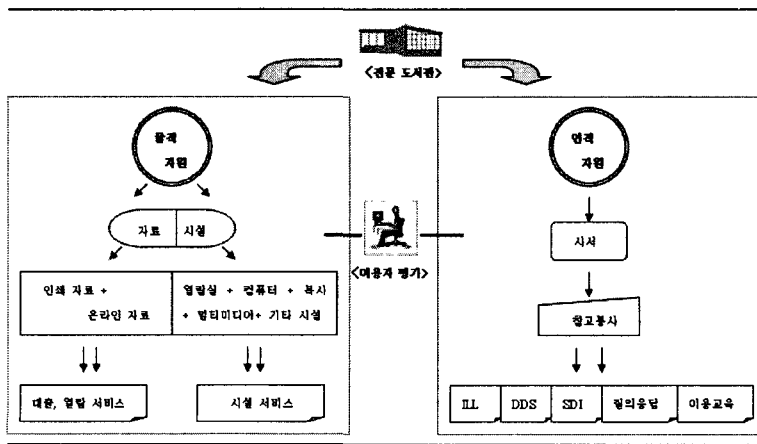 <전문 도서관>
물적
자원
자료 시설
인쇄 자료 +
온라인 자료
열람실 + 컴퓨터 + 복사
+ 멀티미디어+ 기타 시설
대출, 열람 서비스
시설 서비스
<이용자 평가>
인적
자원
사서
참고봉사
ILL DDS SDI 질의응답 이용교육